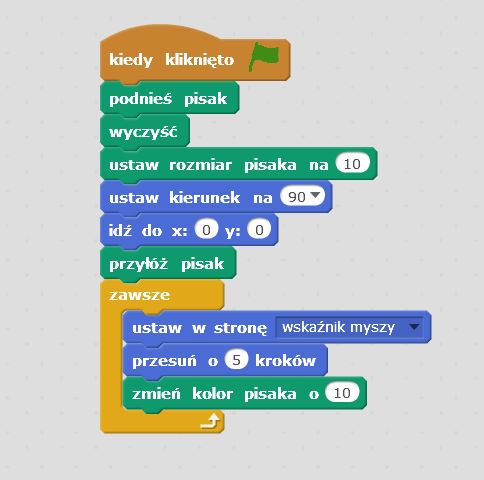 kiedy kliknięto
podnieś pisak
wyczyść
ustaw rozmiar pisaka na 10
ustaw kierunek na 90
idź do x: 0 y: 0
przyłóż pisak
zawsze
ustaw w stronę wskaźnik myszy
przesuń o 5 kroków
zmień kolor pisaka o 10